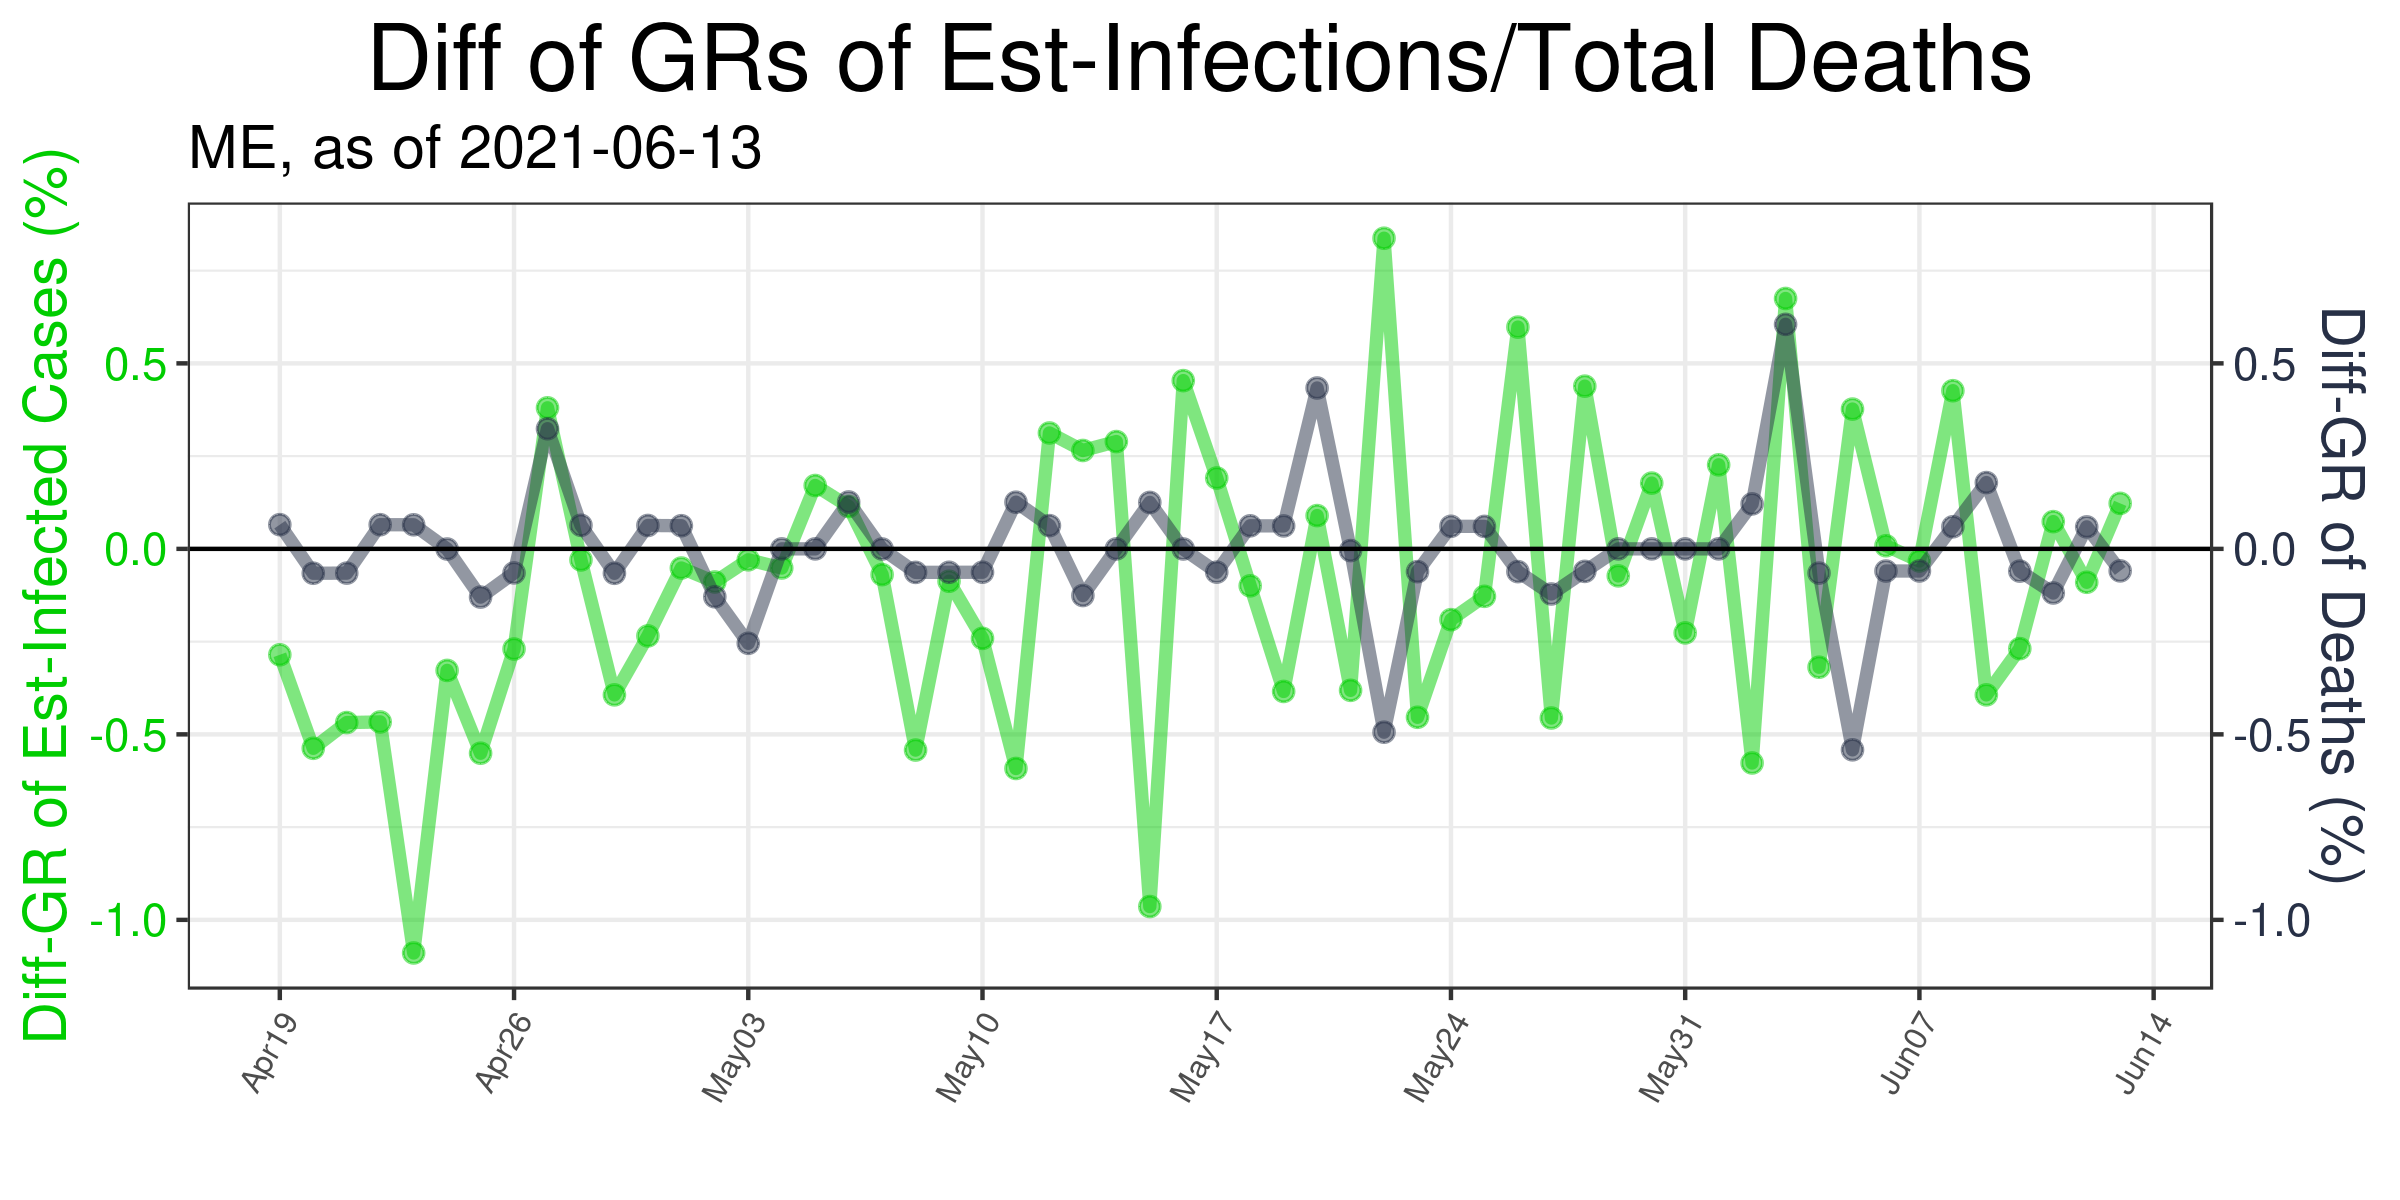 Diff of GRs of Est-Infections/Total Deaths
ME, as of 2021-06-13
Diff-GR of Est-Infected Cases (%)
0.5
0.0
-0.5
-1.0
0.5
0.0
-0.5
-1.0
Diff-GR of Deaths (%)
Apr19
Apr26
May03
May10
May17
May24
May31
Jun07
Jun14